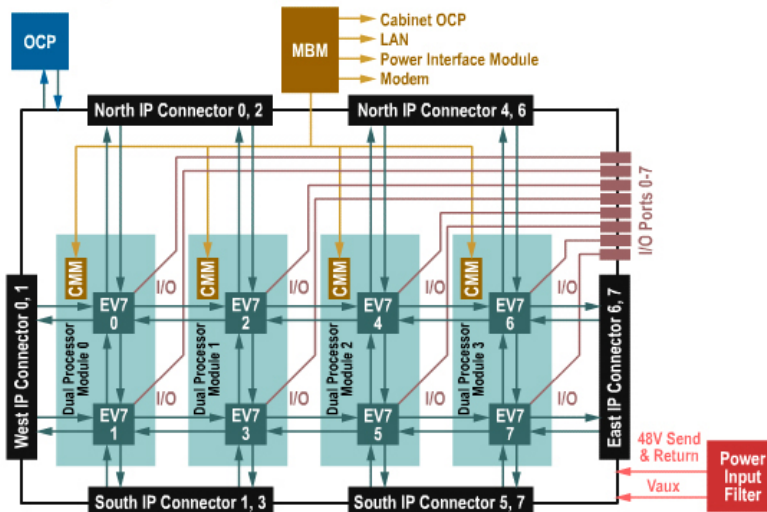 OCP
MBM
Cabinet OCP
LAN
Power Interface Module
Modem
North IP Connector 0, 2
North IP Connector 4, 6
I/O Ports 0-7
West IP Connector 0, 1
East IP Connector 6, 7
CMM
CMM
CMM
CMM
I/O
I/O
I/O
I/O
EV7
0
EV7
2
EV7
4
EV7
6
Dual Processor
Module 0
Dual Processor
Module 1
Dual Processor
Module 2
Dual Processor
Module 3
I/O
I/O
I/O
I/O
EV7
1
EV7
3
EV7
5
EV7
7
48V Send
& Return
Vaux
Power
Input
Filter
South IP Connector 1, 3
South IP Connector 5, 7